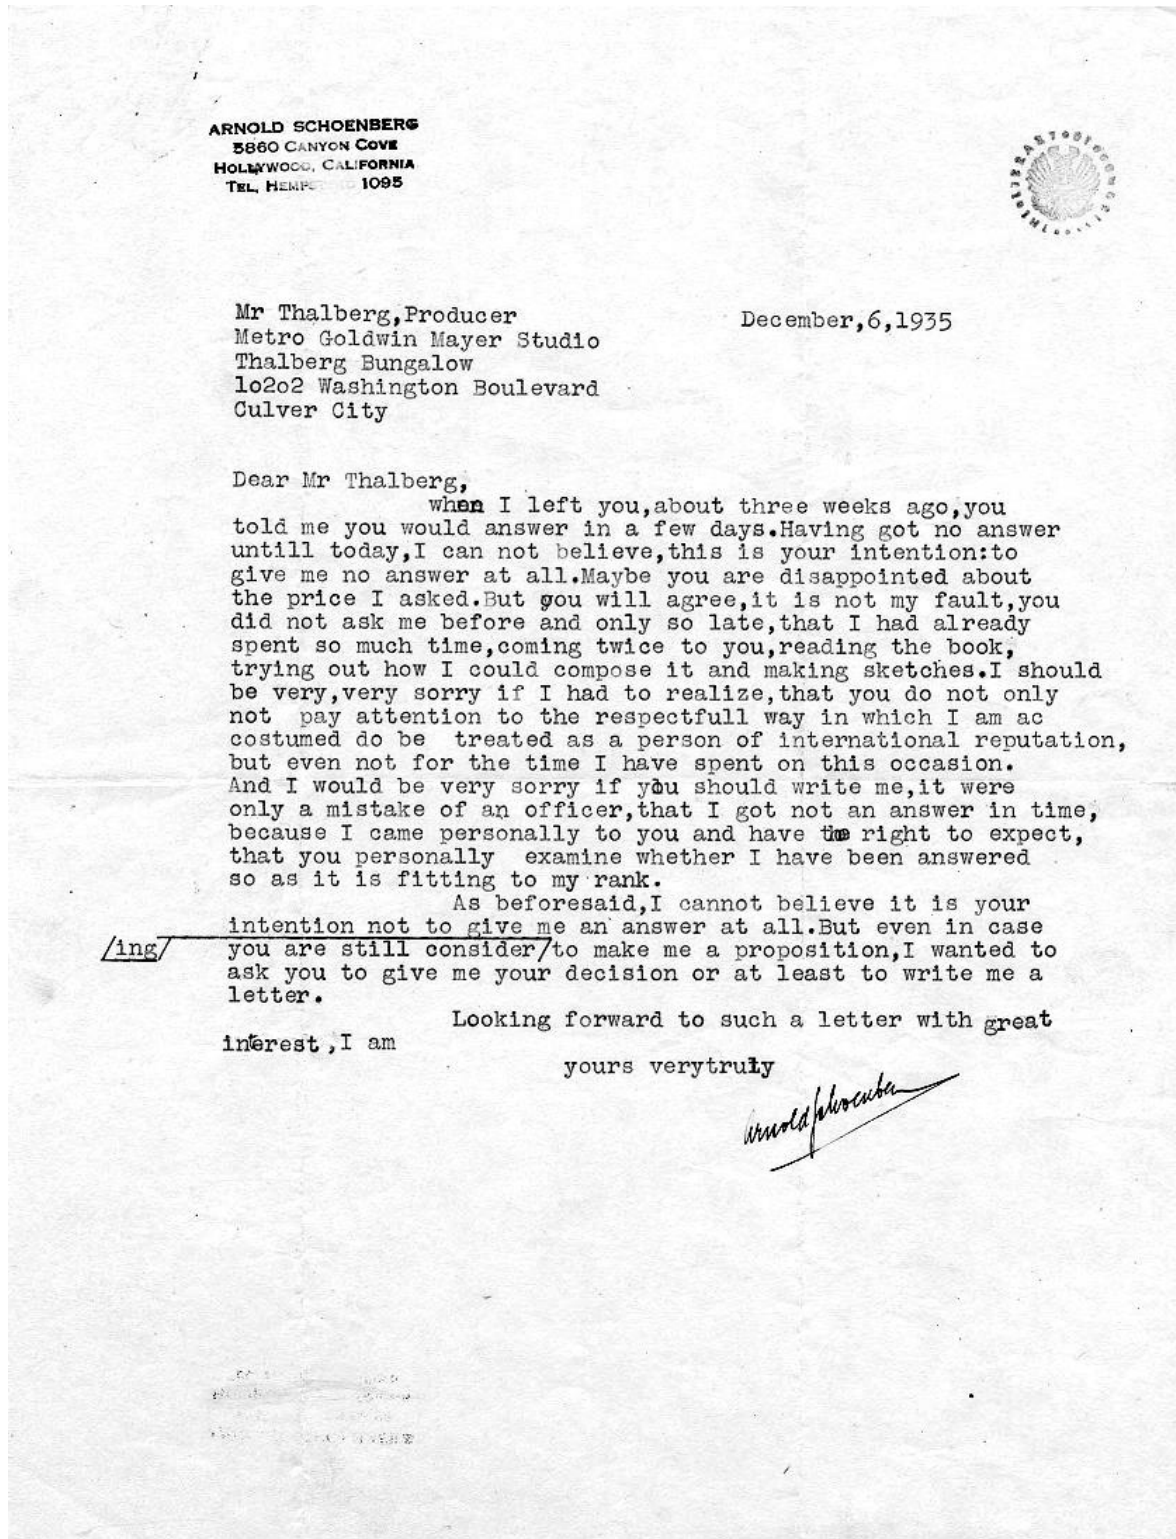 ARNOLD SCHOENBERG
5860 CANYON COVE
HOLLYWOOD, CALIFORNIA
TEL, HEMP 1095
Mr Thalberg,Producer
December,6,1935
Metro Goldwin Mayer Studio
Thalberg Bungalow
1o2o2 Washington Boulevard
Culver City
Dear Mr Thalberg,
when I left you,about three weeks ago,you
told me you would answer in a few days.Having got no answer
untill today,I can not believe,this is your intention:to
give me no answer at all.Maybe you are disappointed about
the price I asked.But you will agree,it is not my fault,you
did not ask me before and only so late,that I had already
spent so much time,coming twice to you,reading the book,
trying out how I could compose it and making sketches.I should
be very,very sorry if I had to realize,that you do not only
not pay attention to the respectfull way in which I am ac
costumed do be treated as a person of international reputation,
but even not for the time I have spent on this occasion.
And I would be very sorry if you should write me,it were
only a mistake of an officer,that I got not an answer in time,
because I came personally to you and have the right to expect,
that you personally examine whether I have been answered
so as it is fitting to my rank.
As beforesaid,I cannot believe it is your
intention not to give me an answer at all.But even in case
/ing/ you are still consider/to make me a proposition,I wanted to
ask you to give me your decision or at least to write me a
letter.
Looking forward to such a letter with great
interest,I am
yours verytruly
Arnold Schoenberg